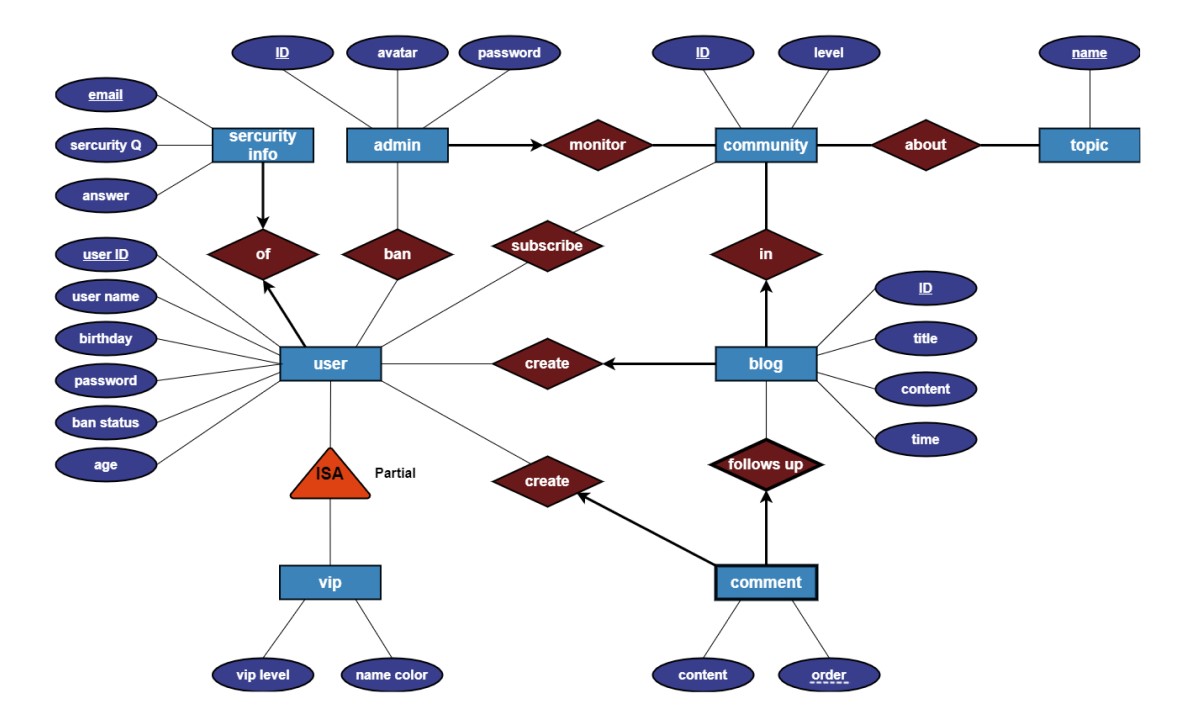 ID
avatar
password
ID
level
name
email
sercurity Q
answer
sercurity
info
admin
monitor
community
about
topic
of
ban
subscribe
in
user ID
user name
birthday
password
ban status
age
user
create
blog
ID
title
content
time
ISA
Partial
create
follows up
vip
comment
vip level
name color
content
order